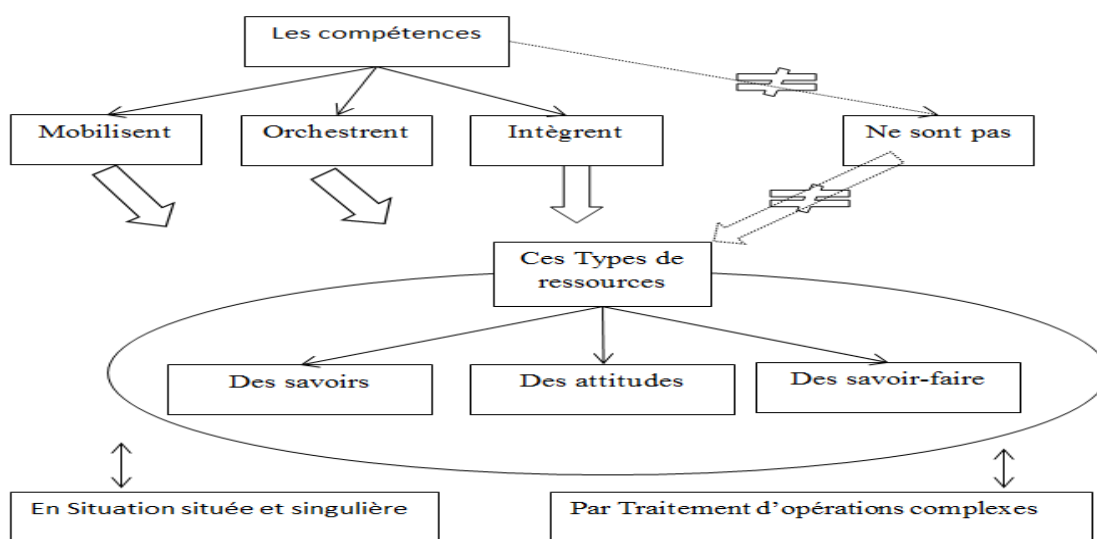 Les compétences
Mobilisent
Orchestrent
Intègrent
Ne sont pas
Ces Types de
ressources
Des savoirs
Des attitudes
Des savoir-faire
En Situation située et singulière
Par Traitement d'opérations complexes